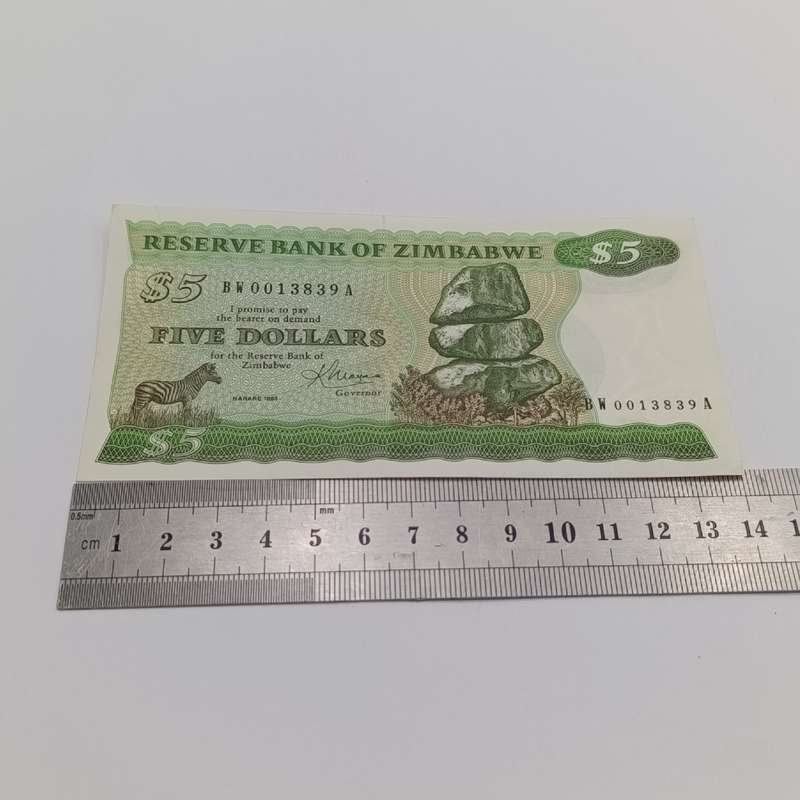 RESERVE BANK OF ZIMBABWE
$5
$5 BW0013839A
I promise to pay
the bearer on demand
FIVE DOLLARS
for the Reserve Bank of
Zimbabwe
Governor
HARARE 1983
BW0013839A
$5
0.5mm
mm
cm 1 2 3 4 5 6 7 8 9 10 11 12 13 14